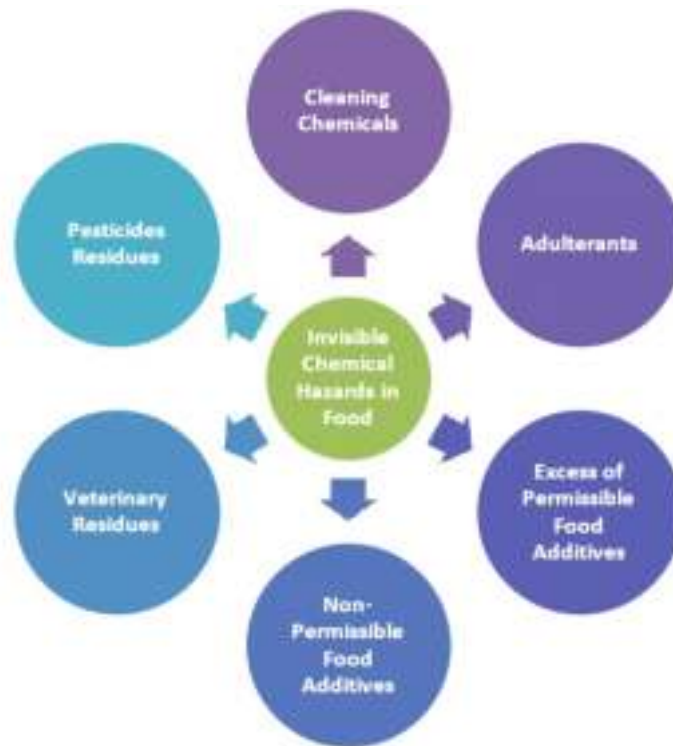 Cleaning
Chemicals
Pesticides
Residues
Adulterants
Invisible
Chemical
Hazards in
Food
Veterinary
Residues
Excess of
Permissible
Food
Additives
Non-
Permissible
Food
Additives